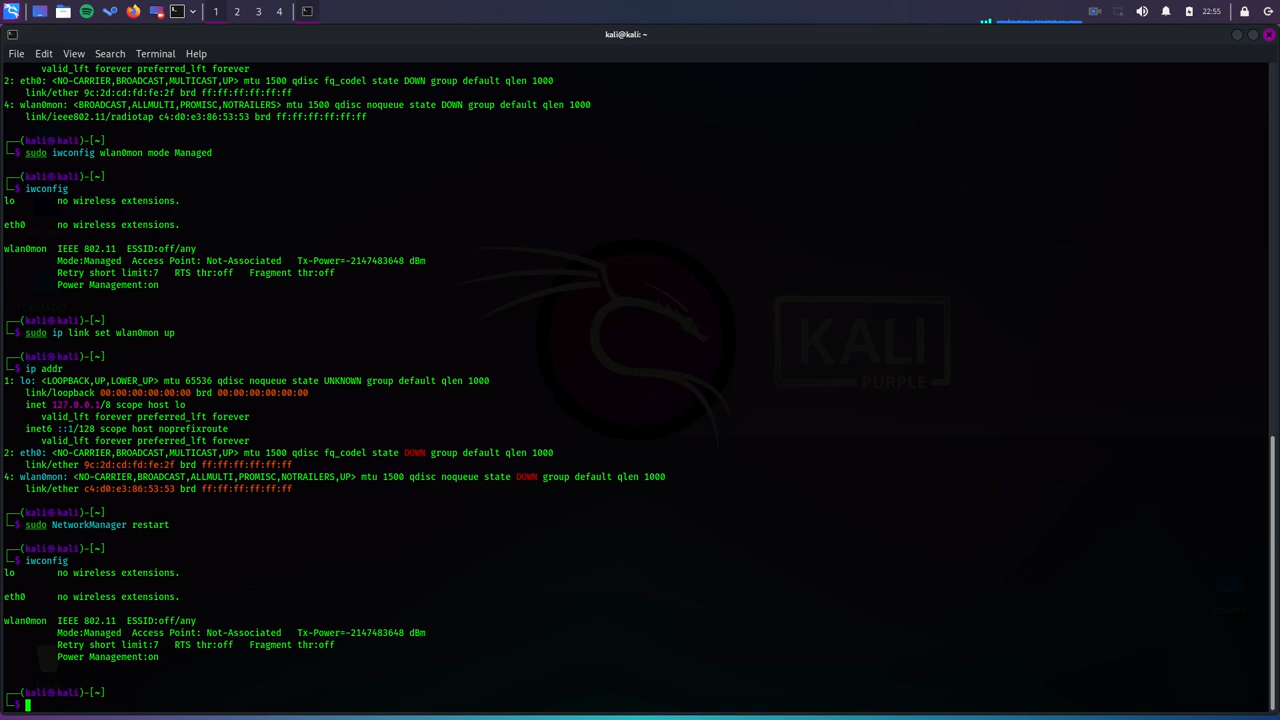 1 2 3 4 22:55
kali@kali: ~
File Edit View Search Terminal Help
valid_lft forever preferred_lft forever
2: eth0: <NO-CARRIER,BROADCAST,MULTICAST,UP> mtu 1500 qdisc fq_codel state DOWN group default qlen 1000
link/ether 9c:2d:cd:fd:fe:2f brd ff:ff:ff:ff:ff:ff
4: wlan0mon: <BROADCAST,ALLMULTI,PROMISC,NOTRAILERS> mtu 1500 qdisc noqueue state DOWN group default qlen 1000
link/ieee802.11/radiotap c4:d0:e3:86:53:53 brd ff:ff:ff:ff:ff:ff
┌──(kali㉿kali)-[~]
└─$ sudo iwconfig wlan0mon mode Managed
┌──(kali㉿kali)-[~]
└─$ iwconfig
lo        no wireless extensions.
eth0      no wireless extensions.
wlan0mon  IEEE 802.11  ESSID:off/any
Mode:Managed  Access Point: Not-Associated   Tx-Power=-2147483648 dBm
Retry short limit:7   RTS thr:off   Fragment thr:off
Power Management:on
┌──(kali㉿kali)-[~]
└─$ sudo ip link set wlan0mon up
┌──(kali㉿kali)-[~]
└─$ ip addr
1: lo: <LOOPBACK,UP,LOWER_UP> mtu 65536 qdisc noqueue state UNKNOWN group default qlen 1000
link/loopback 00:00:00:00:00:00 brd 00:00:00:00:00:00
inet 127.0.0.1/8 scope host lo
valid_lft forever preferred_lft forever
inet6 ::1/128 scope host noprefixroute
valid_lft forever preferred_lft forever
2: eth0: <NO-CARRIER,BROADCAST,MULTICAST,UP> mtu 1500 qdisc fq_codel state DOWN group default qlen 1000
link/ether 9c:2d:cd:fd:fe:2f brd ff:ff:ff:ff:ff:ff
4: wlan0mon: <NO-CARRIER,BROADCAST,ALLMULTI,PROMISC,NOTRAILERS,UP> mtu 1500 qdisc noqueue state DOWN group default qlen 1000
link/ether c4:d0:e3:86:53:53 brd ff:ff:ff:ff:ff:ff
┌──(kali㉿kali)-[~]
└─$ sudo NetworkManager restart
┌──(kali㉿kali)-[~]
└─$ iwconfig
lo        no wireless extensions.
eth0      no wireless extensions.
wlan0mon  IEEE 802.11  ESSID:off/any
Mode:Managed  Access Point: Not-Associated   Tx-Power=-2147483648 dBm
Retry short limit:7   RTS thr:off   Fragment thr:off
Power Management:on
┌──(kali㉿kali)-[~]
└─$
KALI
PURPLE